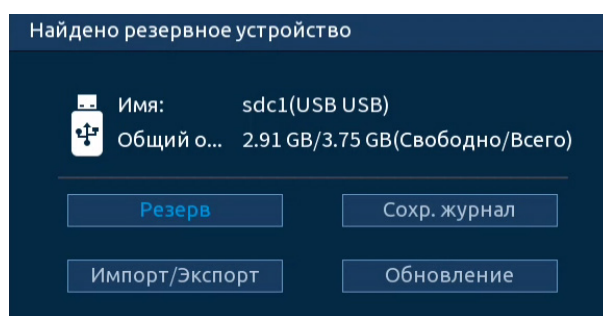 Найдено резервное устройство
Имя: sdc1(USB USB)
Общий о... 2.91 GB/3.75 GB(Свободно/Всего)
Резерв Сохр. журнал
Импорт/Экспорт Обновление